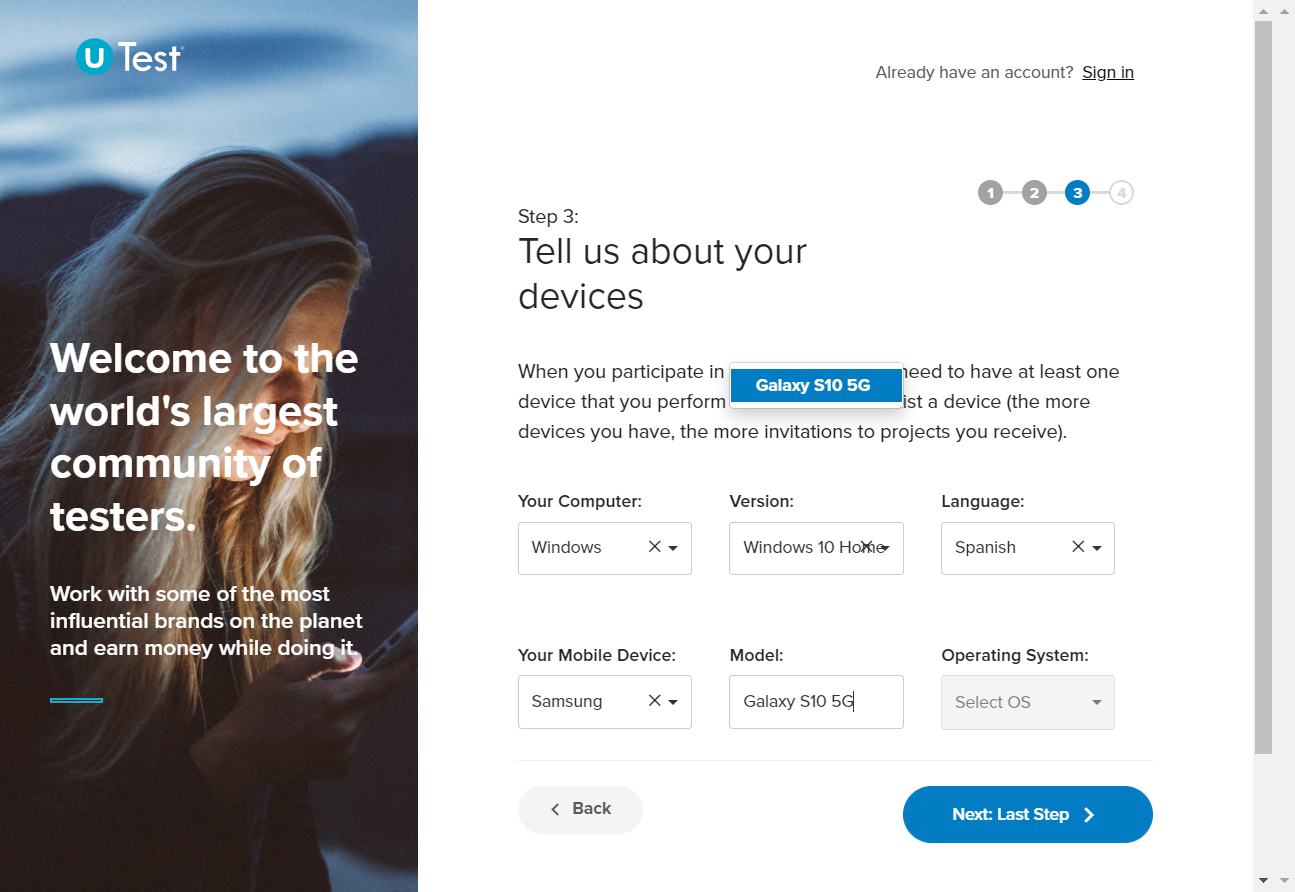 U Test
Already have an account? Sign in
1 2 3 4
Step 3:
Tell us about your
devices
Welcome to the
world's largest
community of
testers.
Work with some of the most
influential brands on the planet
and earn money while doing it.
When you participate in need to have at least one
Galaxy S10 5G
device that you perform ist a device (the more
devices you have, the more invitations to projects you receive).
Your Computer: Version: Language:
Windows Windows 10 Home Spanish
Your Mobile Device: Model: Operating System:
Samsung Galaxy S10 5G Select OS
Back Next: Last Step